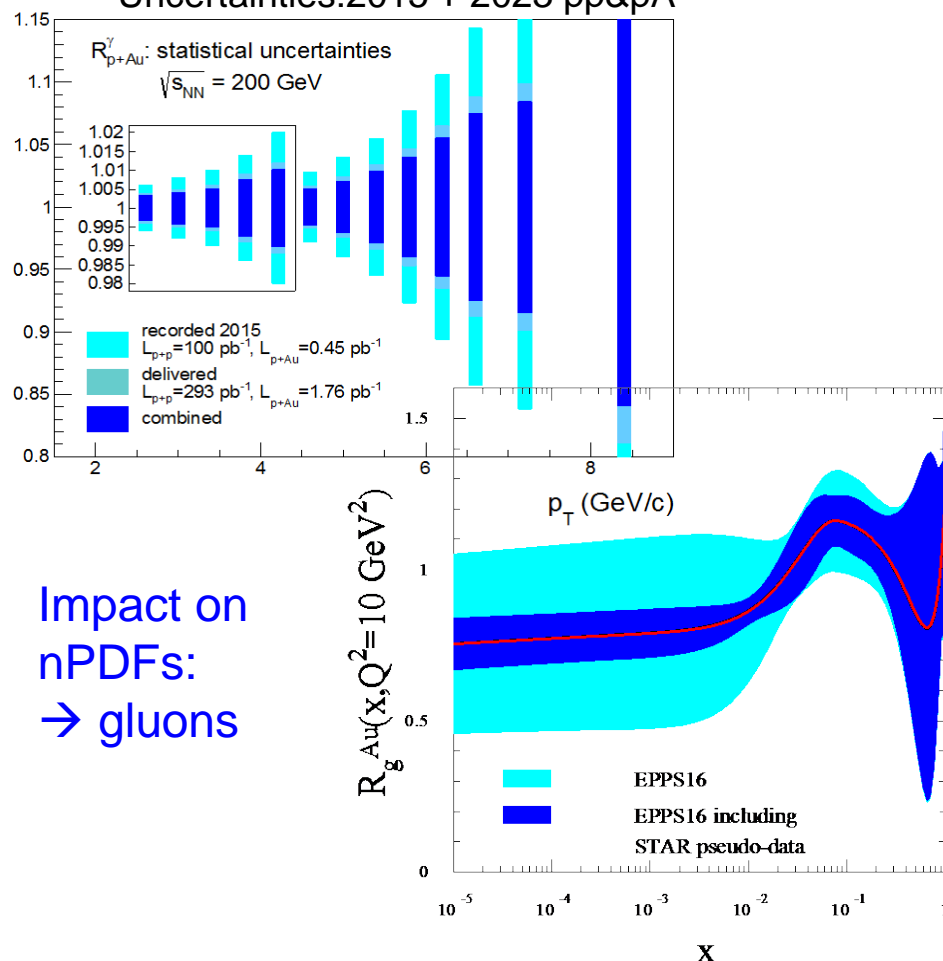 Uncertainties:2015 + 2023 pp&pA
1.15
R^γ_p+Au: statistical uncertainties
√s_NN = 200 GeV
1.1
1.02
1.015
1.01
1.005
1
0.995
0.99
0.985
0.98
1.05
1
0.95
0.9
0.85
0.8
recorded 2015
L_p+p=100 pb⁻¹, L_p+Au=0.45 pb⁻¹
delivered
L_p+p=293 pb⁻¹, L_p+Au=1.76 pb⁻¹
combined
2 4 6 8
p_T (GeV/c)
Impact on
nPDFs:
→ gluons
R_g^Au(x,Q²=10 GeV²)
1.5
1
0.5
0
EPPS16
EPPS16 including
STAR pseudo-data
10⁻⁵ 10⁻⁴ 10⁻³ 10⁻² 10⁻¹
x